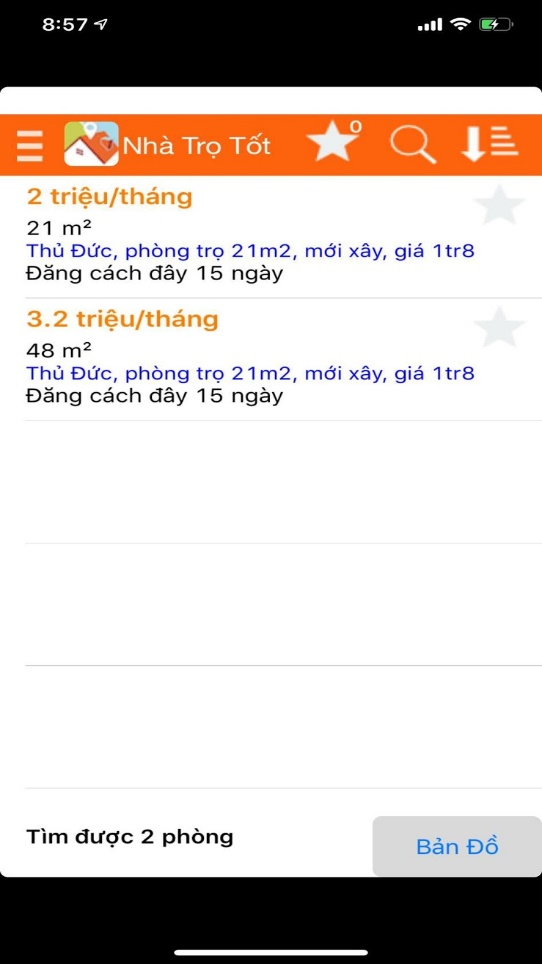 8:57
Nhà Trọ Tốt
0
2 triệu/tháng
21 m²
Thủ Đức, phòng trọ 21m2, mới xây, giá 1tr8
Đăng cách đây 15 ngày
3.2 triệu/tháng
48 m²
Thủ Đức, phòng trọ 21m2, mới xây, giá 1tr8
Đăng cách đây 15 ngày
Tìm được 2 phòng
Bản Đồ